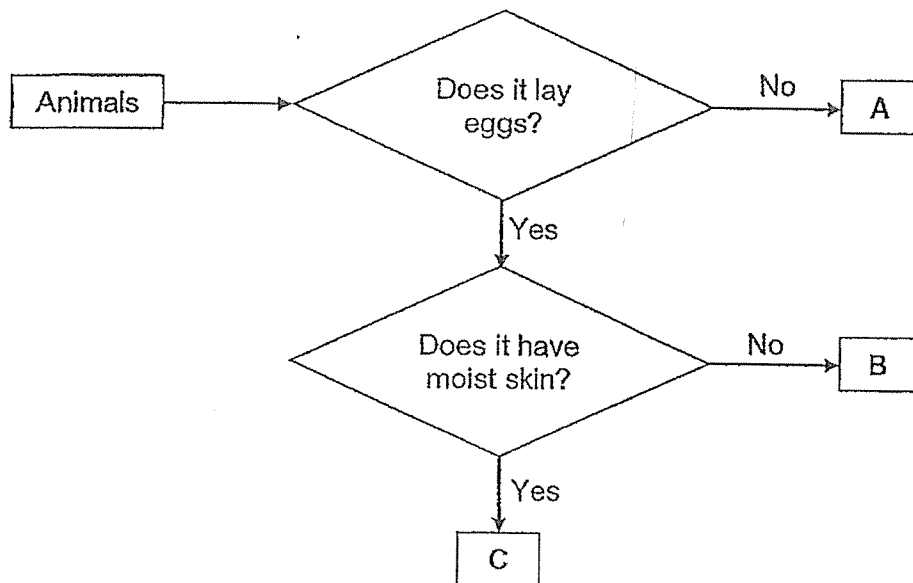 Animals
Does it lay
eggs?
No
A
Yes
Does it have
moist skin?
No
B
Yes
C